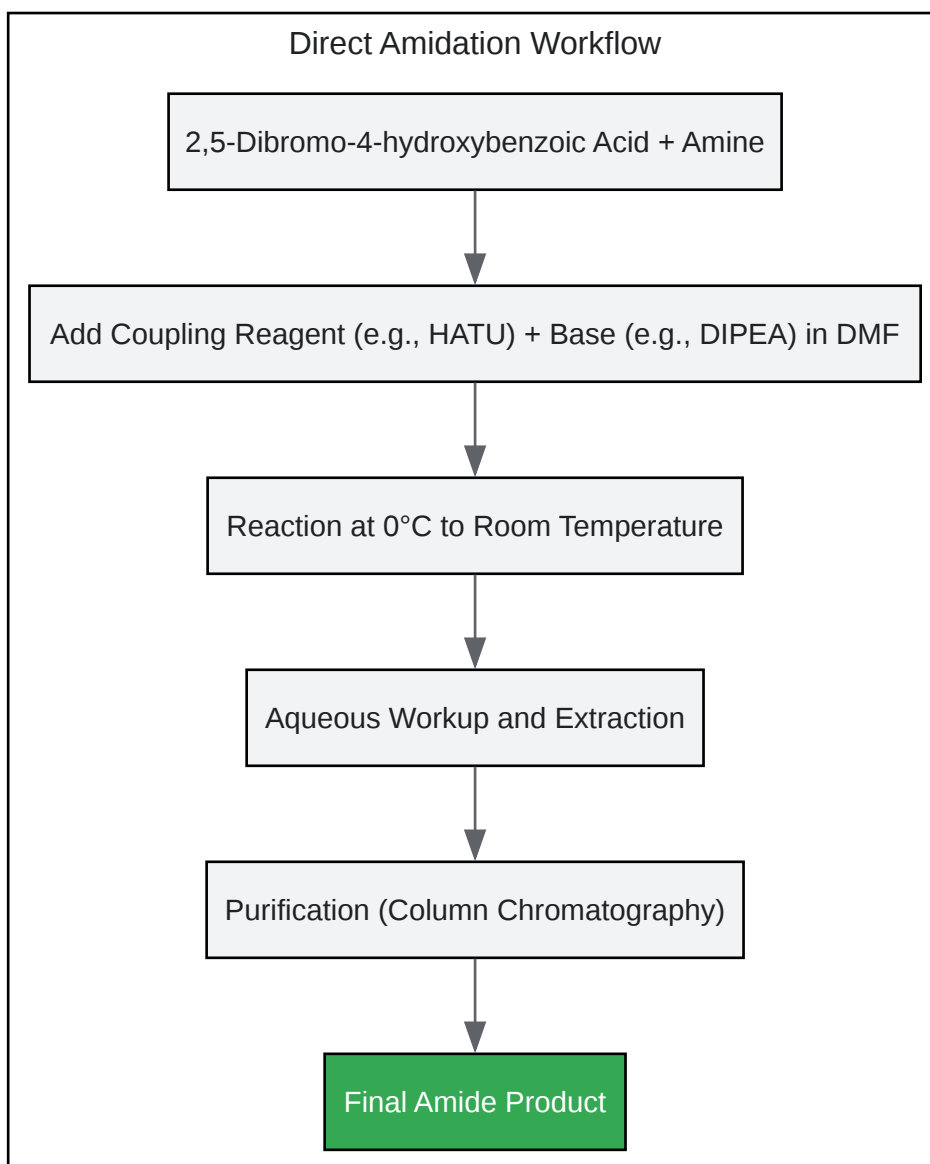 Direct Amidation Workflow
2,5-Dibromo-4-hydroxybenzoic Acid + Amine
Add Coupling Reagent (e.g., HATU) + Base (e.g., DIPEA) in DMF
Reaction at 0°C to Room Temperature
Aqueous Workup and Extraction
Purification (Column Chromatography)
Final Amide Product